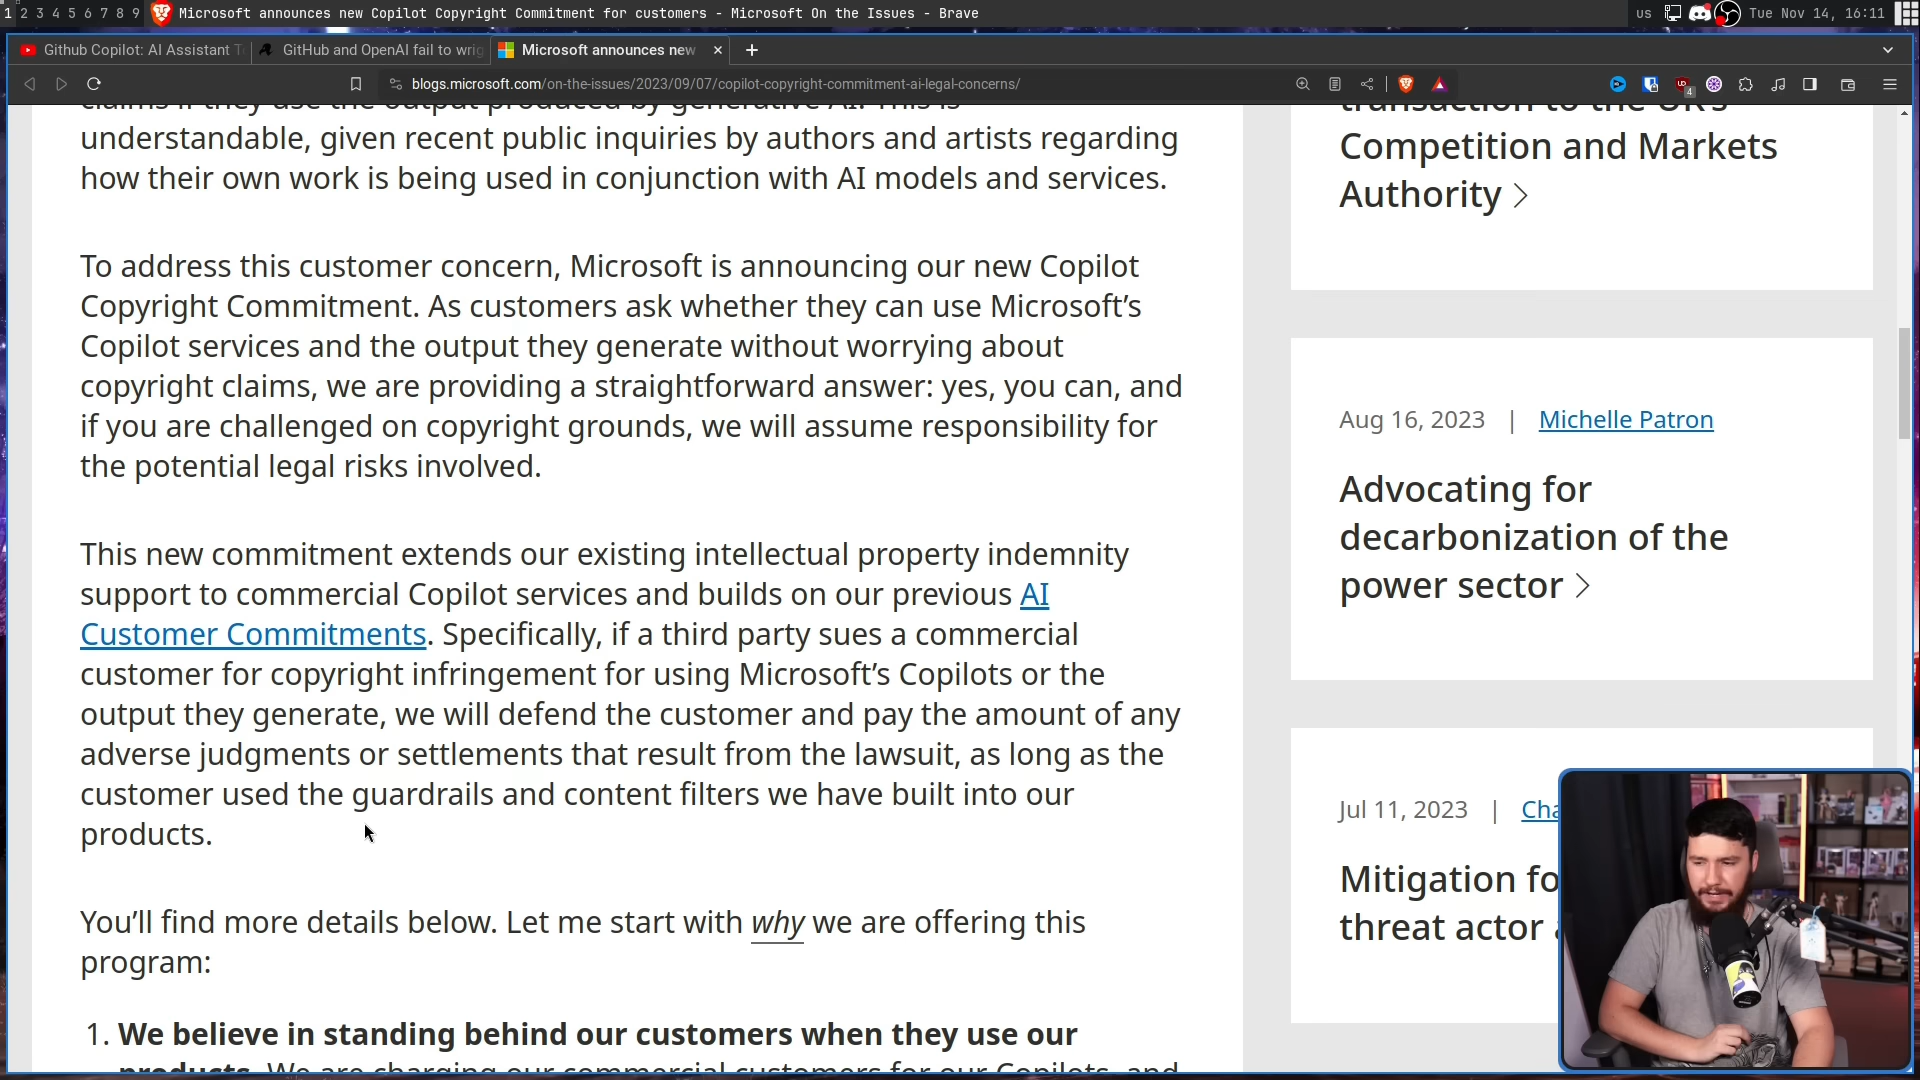 1 2 3 4 5 6 7 8 9 Microsoft announces new Copilot Copyright Commitment for customers - Microsoft On the Issues - Brave
us Tue Nov 14, 16:11
Github Copilot: AI Assistant T
GitHub and OpenAI fail to wrig
Microsoft announces new
blogs.microsoft.com/on-the-issues/2023/09/07/copilot-copyright-commitment-ai-legal-concerns/
4
claims if they use the output produced by generative AI. This is
understandable, given recent public inquiries by authors and artists regarding
how their own work is being used in conjunction with AI models and services.
To address this customer concern, Microsoft is announcing our new Copilot
Copyright Commitment. As customers ask whether they can use Microsoft’s
Copilot services and the output they generate without worrying about
copyright claims, we are providing a straightforward answer: yes, you can, and
if you are challenged on copyright grounds, we will assume responsibility for
the potential legal risks involved.
This new commitment extends our existing intellectual property indemnity
support to commercial Copilot services and builds on our previous AI
Customer Commitments. Specifically, if a third party sues a commercial
customer for copyright infringement for using Microsoft’s Copilots or the
output they generate, we will defend the customer and pay the amount of any
adverse judgments or settlements that result from the lawsuit, as long as the
customer used the guardrails and content filters we have built into our
products.
You’ll find more details below. Let me start with why we are offering this
program:
1. We believe in standing behind our customers when they use our
products. We are charging our commercial customers for our Copilots, and
transaction to the UK’s
Competition and Markets
Authority
Aug 16, 2023 | Michelle Patron
Advocating for
decarbonization of the
power sector
Jul 11, 2023 | Cha
Mitigation fo
threat actor